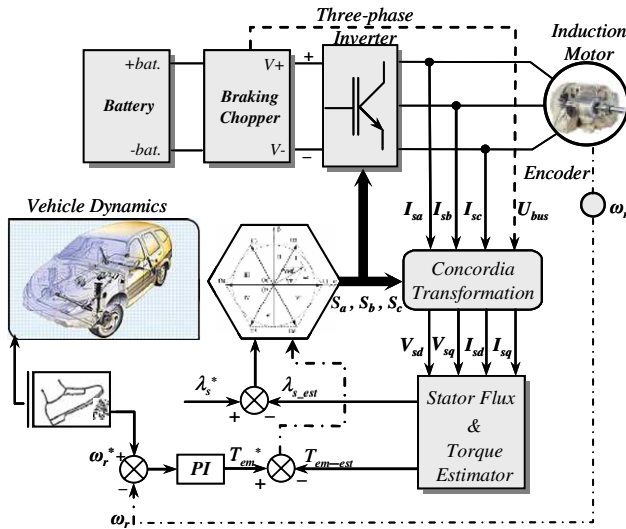 Three-phase
Inverter
Induction
Motor
+bat.
V+
+
Battery
Braking
Chopper
-bat.
V-
–
Encoder
Vehicle Dynamics
I_sa I_sb I_sc U_bus
S_a , S_b , S_c
Concordia
Transformation
V_sd V_sq I_sd I_sq
λ_s*
+
–
λ_s_est
Stator Flux
&
Torque
Estimator
ω_r*
+
–
PI
T_em*
+
–
T_em—est
ω_r